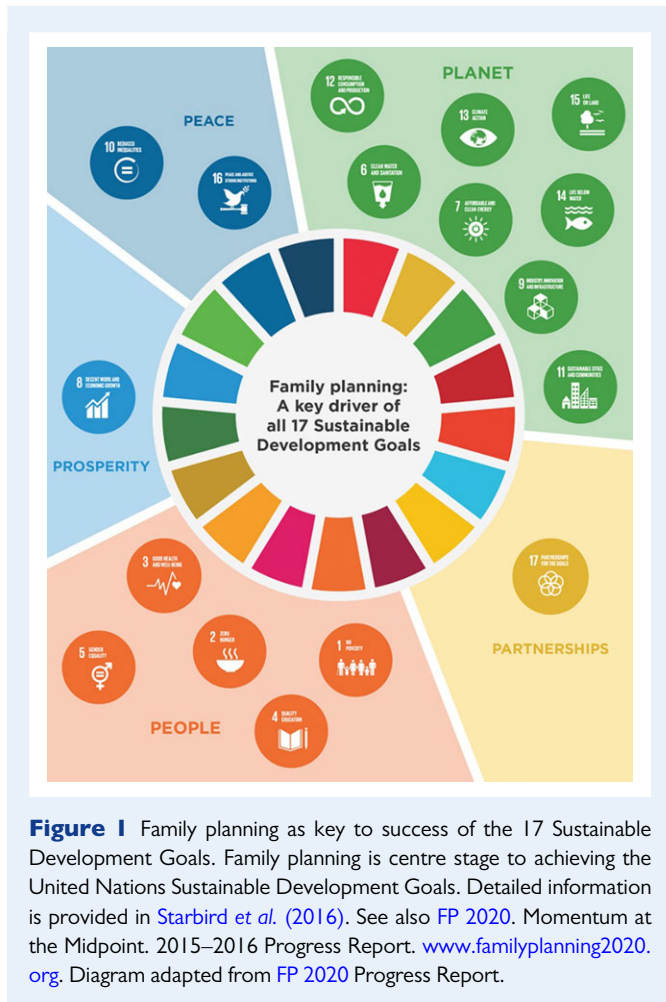 PEACE
10 REDUCED
INEQUALITIES
16 PEACE AND JUSTICE
STRONG INSTITUTIONS
PLANET
12 RESPONSIBLE
CONSUMPTION
AND PRODUCTION
13 CLIMATE
ACTION
15 LIFE
ON LAND
6 CLEAN WATER
AND SANITATION
7 AFFORDABLE AND
CLEAN ENERGY
14 LIFE BELOW
WATER
9 INDUSTRY, INNOVATION
AND INFRASTRUCTURE
11 SUSTAINABLE CITIES
AND COMMUNITIES
8 DECENT WORK AND
ECONOMIC GROWTH
PROSPERITY
Family planning:
A key driver of
all 17 Sustainable
Development Goals
3 GOOD HEALTH
AND WELL-BEING
2 ZERO
HUNGER
1 NO
POVERTY
5 GENDER
EQUALITY
4 QUALITY
EDUCATION
PEOPLE
17 PARTNERSHIPS
FOR THE GOALS
PARTNERSHIPS
Figure 1 Family planning as key to success of the 17 Sustainable
Development Goals. Family planning is centre stage to achieving the
United Nations Sustainable Development Goals. Detailed information
is provided in Starbird et al. (2016). See also FP 2020. Momentum at
the Midpoint. 2015–2016 Progress Report. www.familyplanning2020.
org. Diagram adapted from FP 2020 Progress Report.